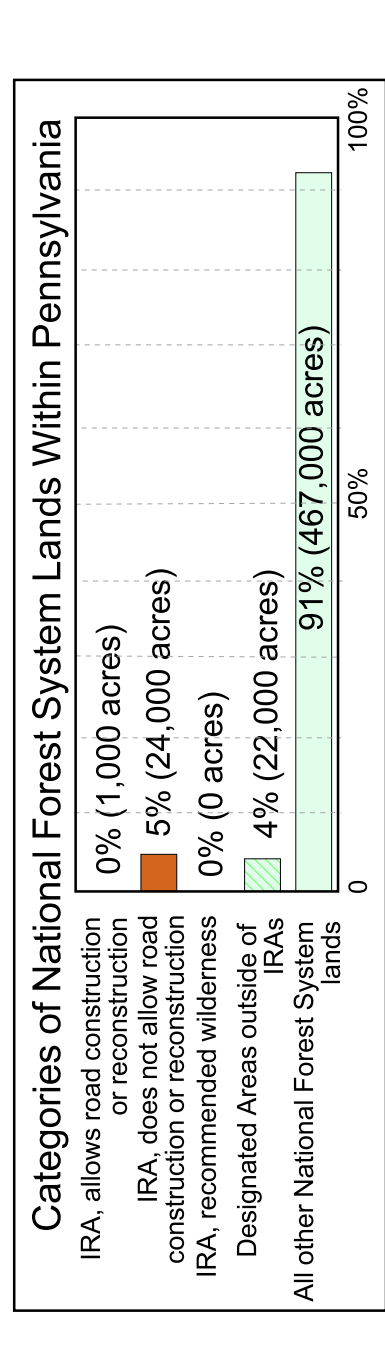 Categories of National Forest System Lands Within Pennsylvania
IRA, allows road construction
or reconstruction
0% (1,000 acres)
IRA, does not allow road
construction or reconstruction
5% (24,000 acres)
IRA, recommended wilderness
0% (0 acres)
Designated Areas outside of
IRAs
4% (22,000 acres)
All other National Forest System
lands
91% (467,000 acres)
0
50%
100%